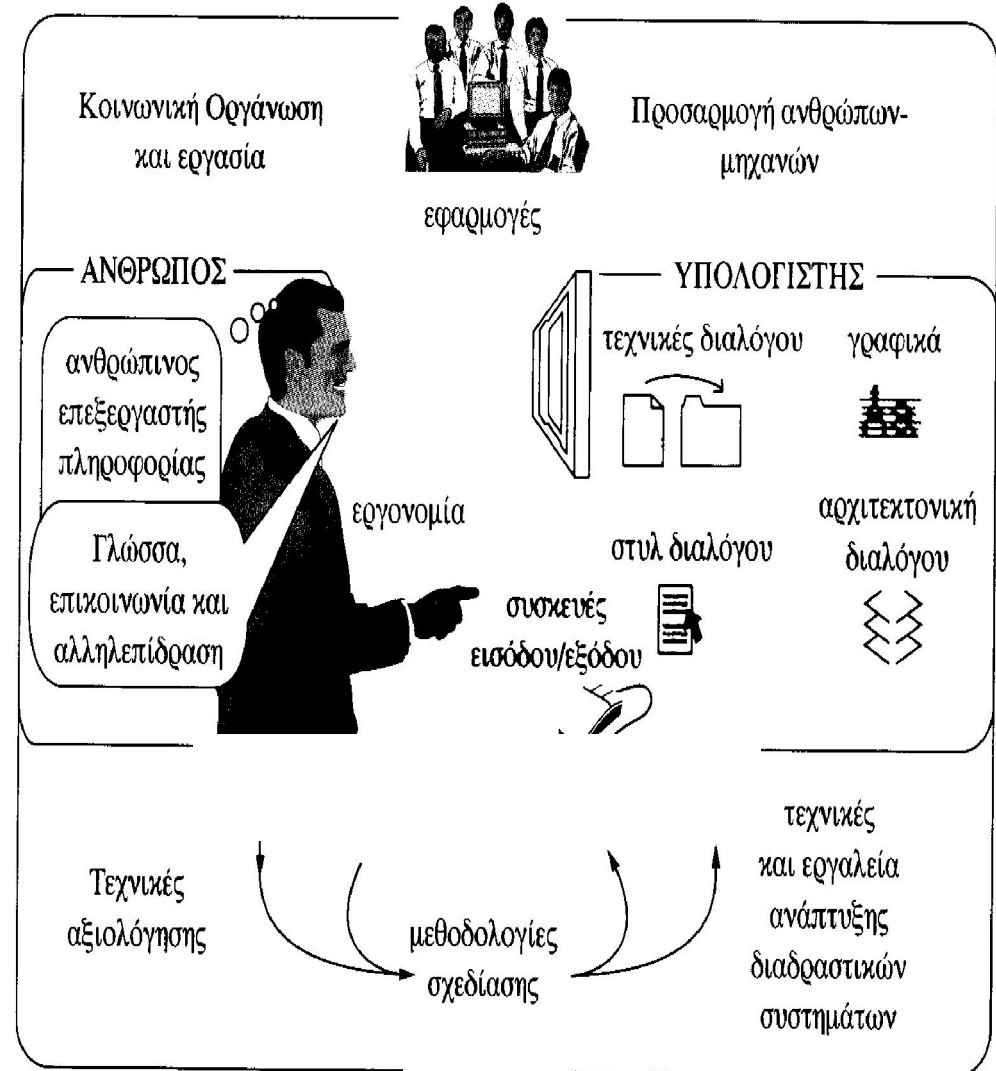 Κοινωνική Οργάνωση
και εργασία
Προσαρμογή ανθρώπων-
μηχανών
εφαρμογές
ΑΝΘΡΩΠΟΣ
ανθρώπινος
επεξεργαστής
πληροφορίας
Γλώσσα,
επικοινωνία και
αλληλεπίδραση
εργονομία
ΥΠΟΛΟΓΙΣΤΗΣ
τεχνικές διαλόγου
γραφικά
στυλ διαλόγου
αρχιτεκτονική
διαλόγου
συσκευές
εισόδου/εξόδου
Τεχνικές
αξιολόγησης
μεθοδολογίες
σχεδίασης
τεχνικές
και εργαλεία
ανάπτυξης
διαδραστικών
συστημάτων